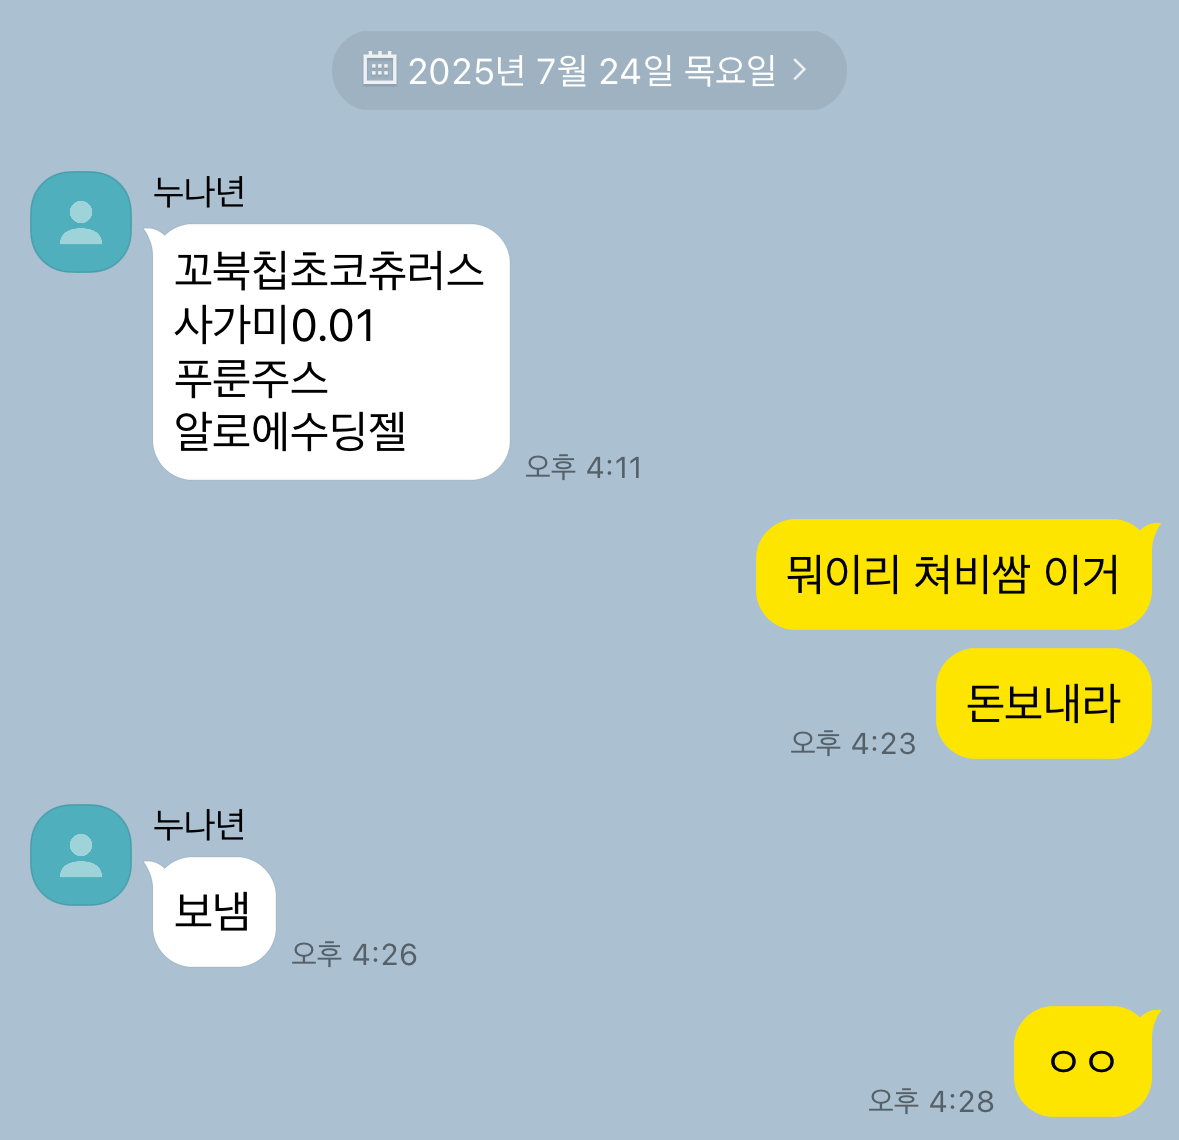 2025년 7월 24일 목요일
누나년
꼬북칩초코츄러스
사가미0.01
푸룬주스
알로에수딩젤
오후 4:11
뭐이리 쳐비쌈 이거
돈보내라
오후 4:23
누나년
보냄
오후 4:26
ㅇㅇ
오후 4:28